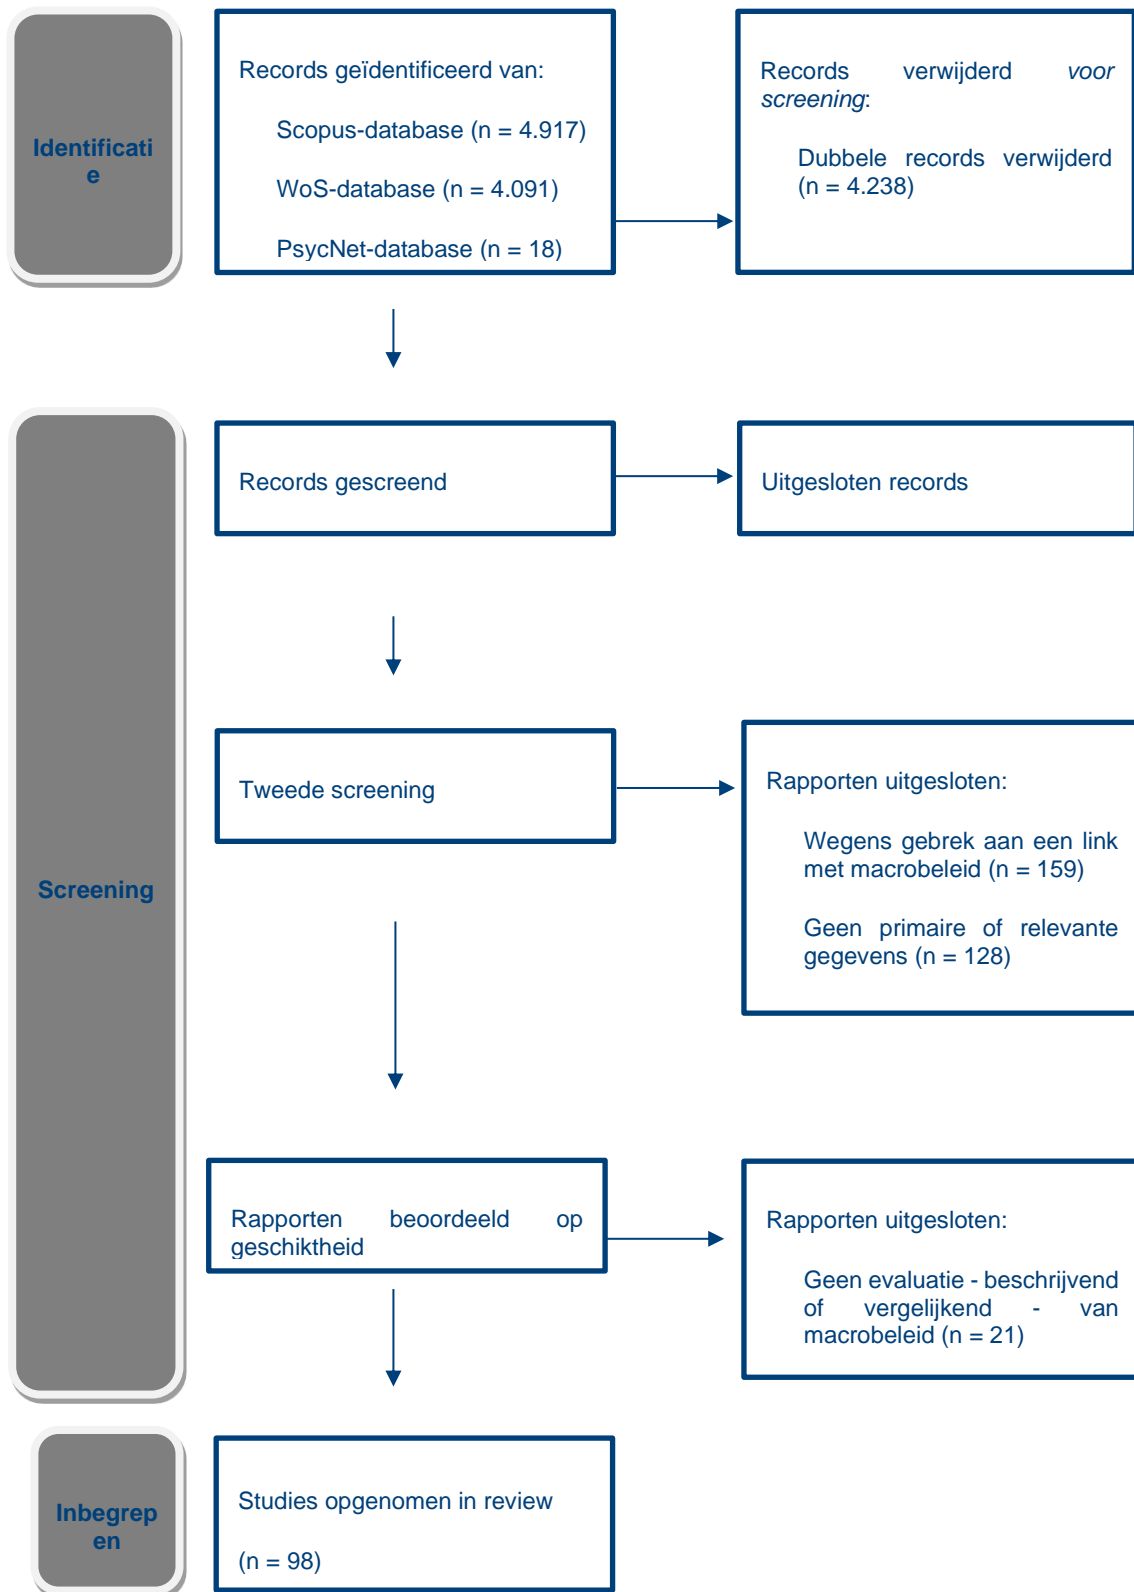 Identificati
e
Records geïdentificeerd van:
Scopus-database (n = 4.917)
WoS-database (n = 4.091)
PsycNet-database (n = 18)
Records verwijderd voor
screening:
Dubbele records verwijderd
(n = 4.238)
Screening
Records gescreend
Uitgesloten records
Tweede screening
Rapporten uitgesloten:
Wegens gebrek aan een link
met macrobeleid (n = 159)
Geen primaire of relevante
gegevens (n = 128)
Rapporten beoordeeld op
geschiktheid
Rapporten uitgesloten:
Geen evaluatie - beschrijvend
of vergelijkend - van
macrobeleid (n = 21)
Inbegrep
en
Studies opgenomen in review
(n = 98)